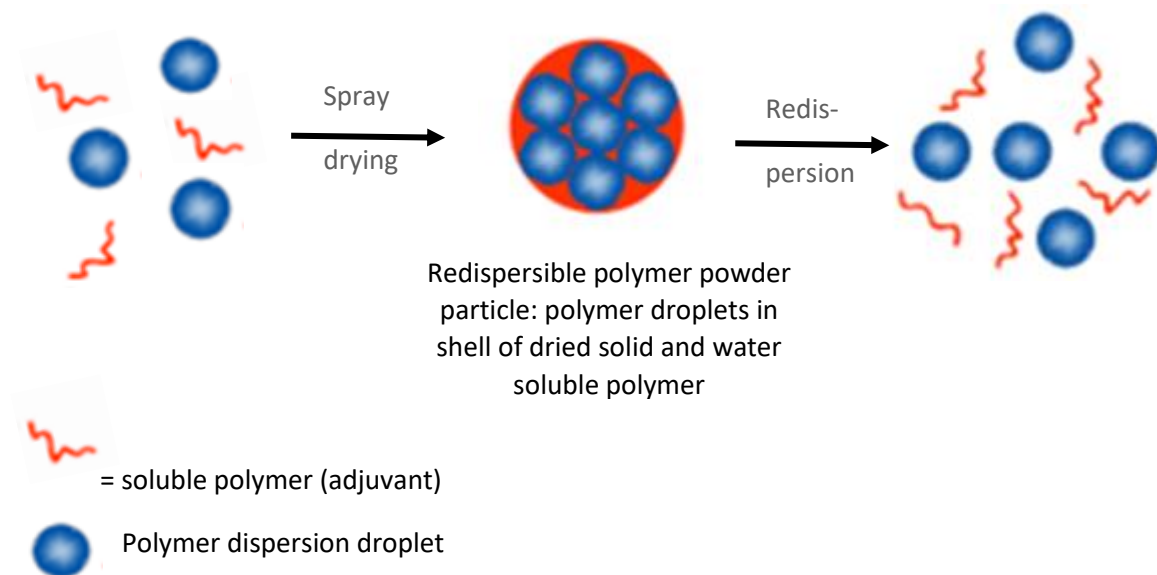 Spray
drying
Redis-
persion
Redispersible polymer powder
particle: polymer droplets in
shell of dried solid and water
soluble polymer
= soluble polymer (adjuvant)
Polymer dispersion droplet